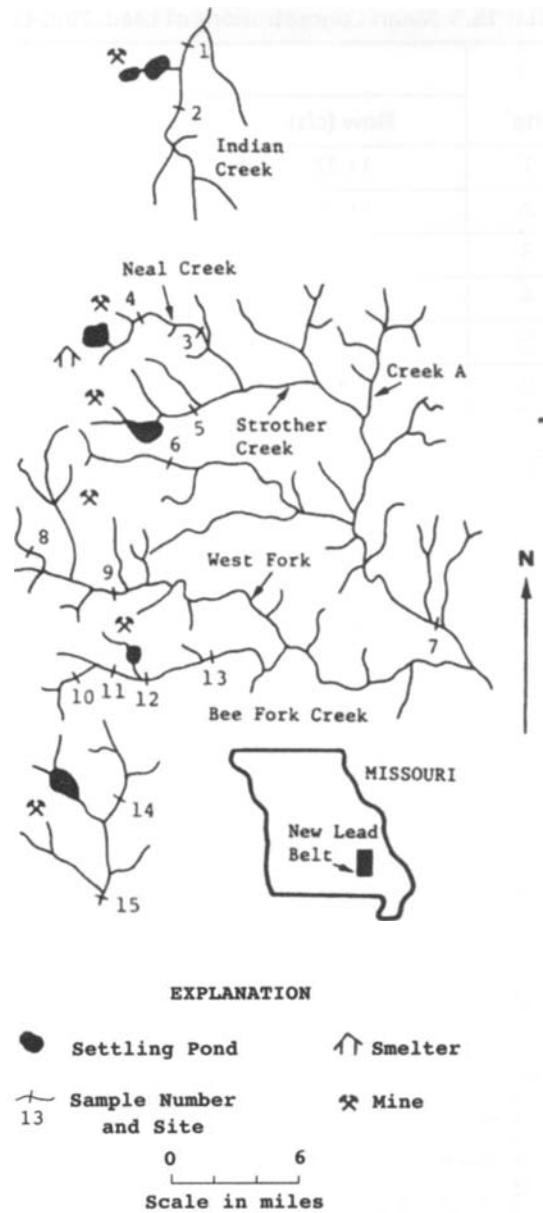 1
2
Indian
Creek
Neal Creek
4
3
Creek A
5
Strother
Creek
6
8
West Fork
N
9
7
13
10
11
12
Bee Fork Creek
MISSOURI
14
New Lead
Belt
15
EXPLANATION
Settling Pond
Smelter
13
Sample Number
and Site
Mine
0
6
Scale in miles